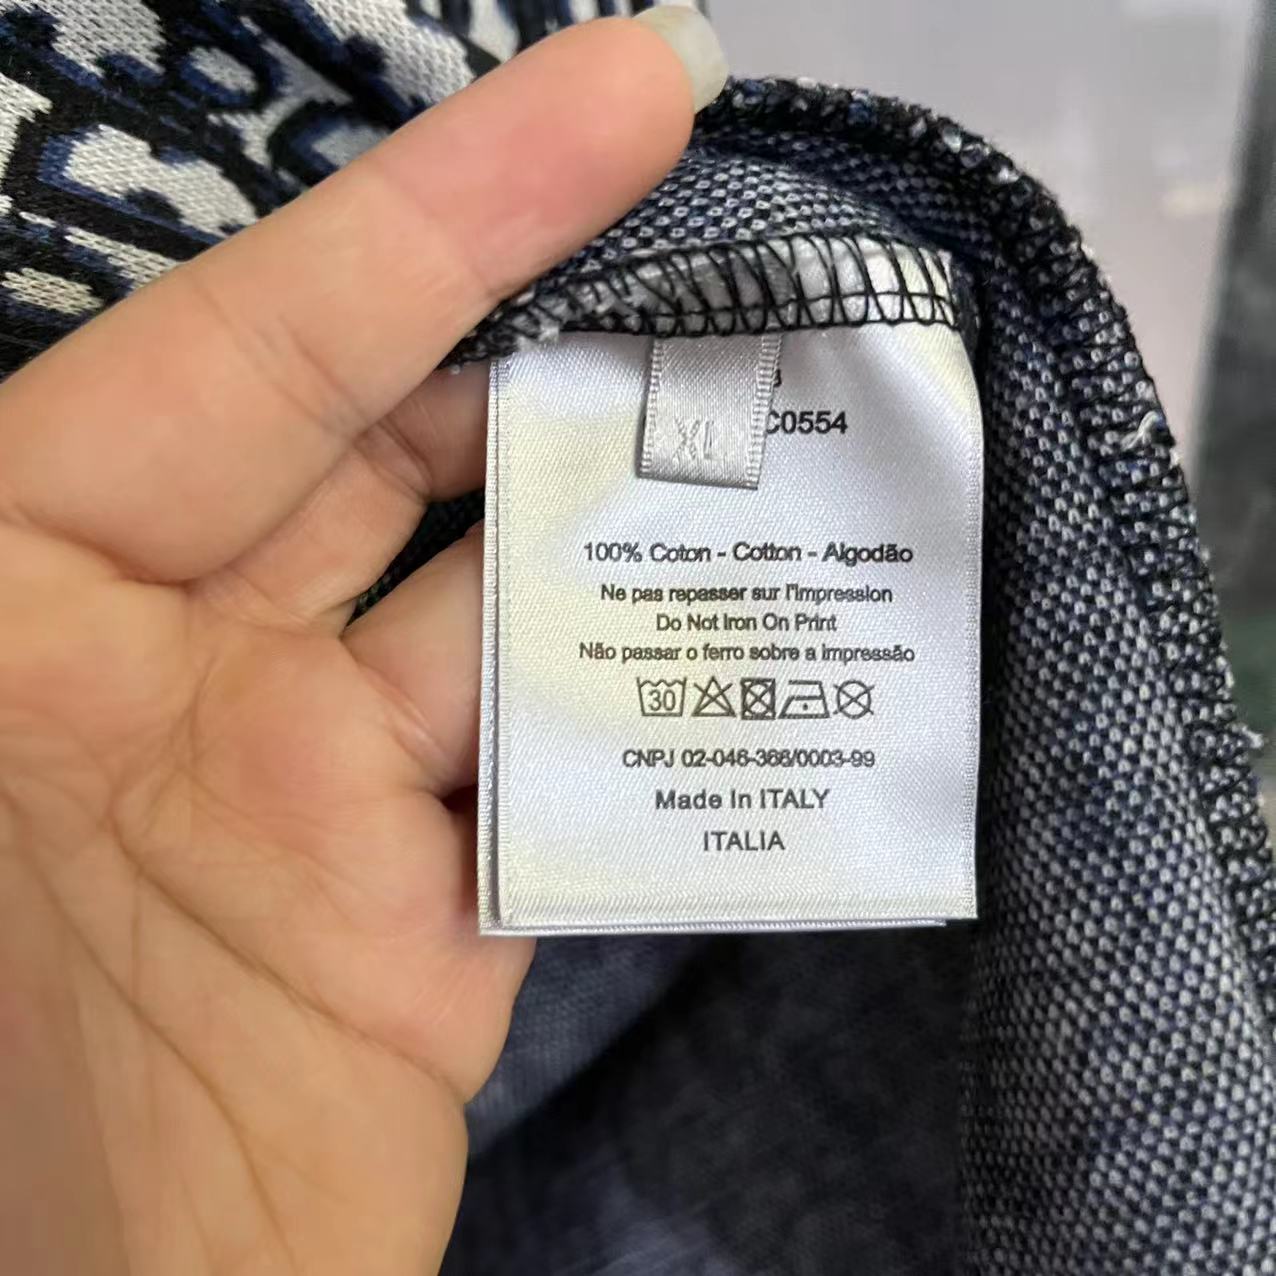 XL
C0554
100% Coton - Cotton - Algodão
Ne pas repasser sur l'impression
Do Not Iron On Print
Não passar o ferro sobre a impressão
30
CNPJ 02-046-366/0003-99
Made In ITALY
ITALIA